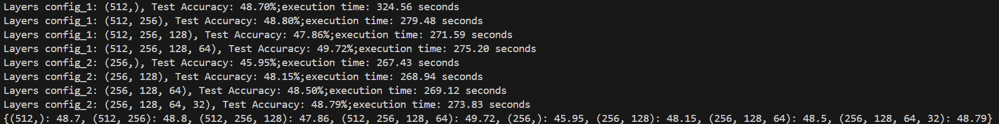 Layers config_1: (512,), Test Accuracy: 48.70%;execution time: 324.56 seconds
Layers config_1: (512, 256), Test Accuracy: 48.80%;execution time: 279.48 seconds
Layers config_1: (512, 256, 128), Test Accuracy: 47.86%;execution time: 271.59 seconds
Layers config_1: (512, 256, 128, 64), Test Accuracy: 49.72%;execution time: 275.20 seconds
Layers config_2: (256,), Test Accuracy: 45.95%;execution time: 267.43 seconds
Layers config_2: (256, 128), Test Accuracy: 48.15%;execution time: 268.94 seconds
Layers config_2: (256, 128, 64), Test Accuracy: 48.50%;execution time: 269.12 seconds
Layers config_2: (256, 128, 64, 32), Test Accuracy: 48.79%;execution time: 273.83 seconds
{(512,): 48.7, (512, 256): 48.8, (512, 256, 128): 47.86, (512, 256, 128, 64): 49.72, (256,): 45.95, (256, 128): 48.15, (256, 128, 64): 48.5, (256, 128, 64, 32): 48.79}